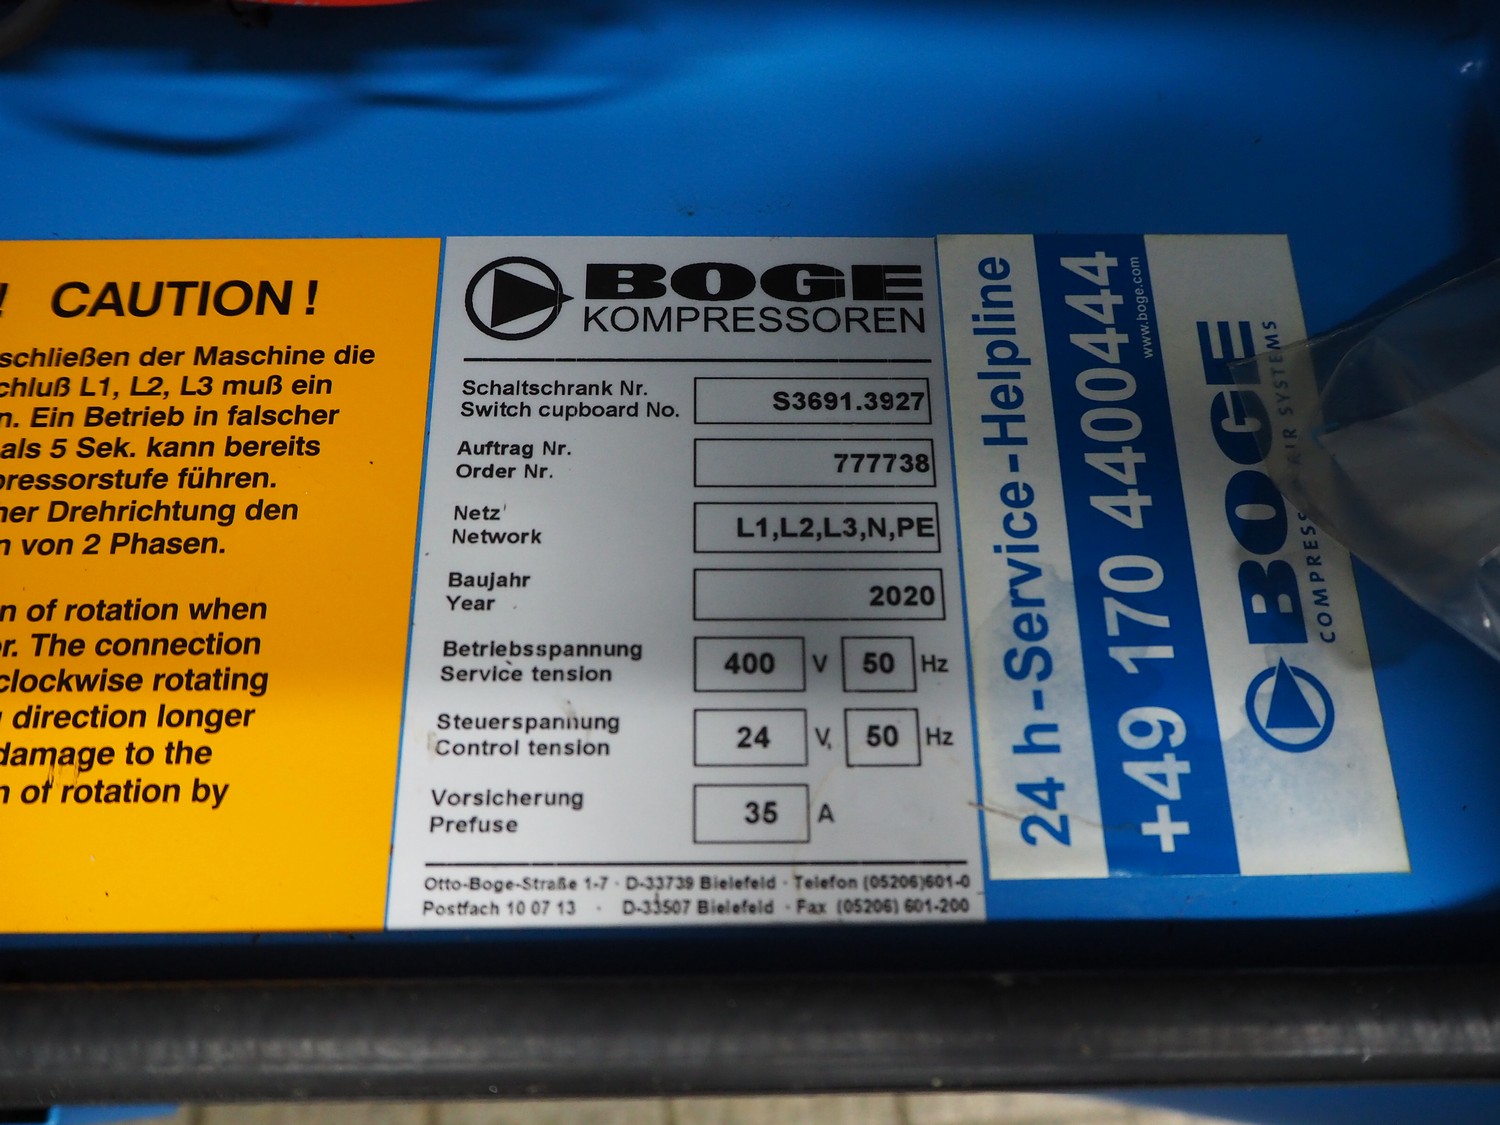 ! CAUTION !
schließen der Maschine die
chluß L1, L2, L3 muß ein
n. Ein Betrieb in falscher
als 5 Sek. kann bereits
pressorstufe führen.
ner Drehrichtung den
n von 2 Phasen.
n of rotation when
or. The connection
clockwise rotating
g direction longer
damage to the
n of rotation by
BOGE
KOMPRESSOREN
Schaltschrank Nr.
Switch cupboard No.
S3691.3927
Auftrag Nr.
Order Nr.
777738
Netz
Network
L1,L2,L3,N,PE
Baujahr
Year
2020
Betriebsspannung
Service tension
400 V 50 Hz
Steuerspannung
Control tension
24 V, 50 Hz
Vorsicherung
Prefuse
35 A
Otto-Boge-Straße 1-7 · D-33739 Bielefeld · Telefon (05206)601-0
Postfach 10 07 13 · D-33507 Bielefeld · Fax (05206) 601-200
24 h-Service-Helpline
+49 170 4400444
www.boge.com
BOGE
COMPRESS AIR SYSTEMS